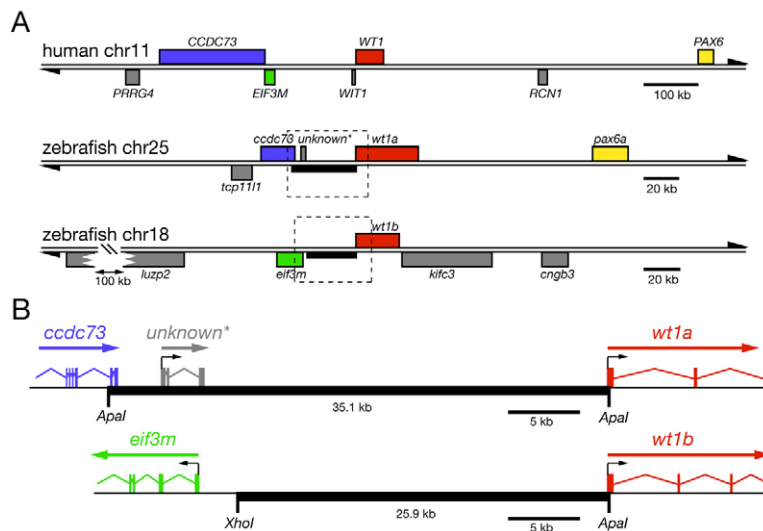 A
human chr11
CCDC73
WT1
PAX6
PRRG4
EIF3M
WIT1
RCN1
100 kb
zebrafish chr25
ccdc73
unknown*
wt1a
pax6a
tcp11l1
20 kb
zebrafish chr18
wt1b
100 kb
luzp2
eif3m
kifc3
cngb3
20 kb
B
ccdc73
unknown*
wt1a
ApaI
35.1 kb
5 kb
ApaI
eif3m
wt1b
XhoI
25.9 kb
5 kb
ApaI